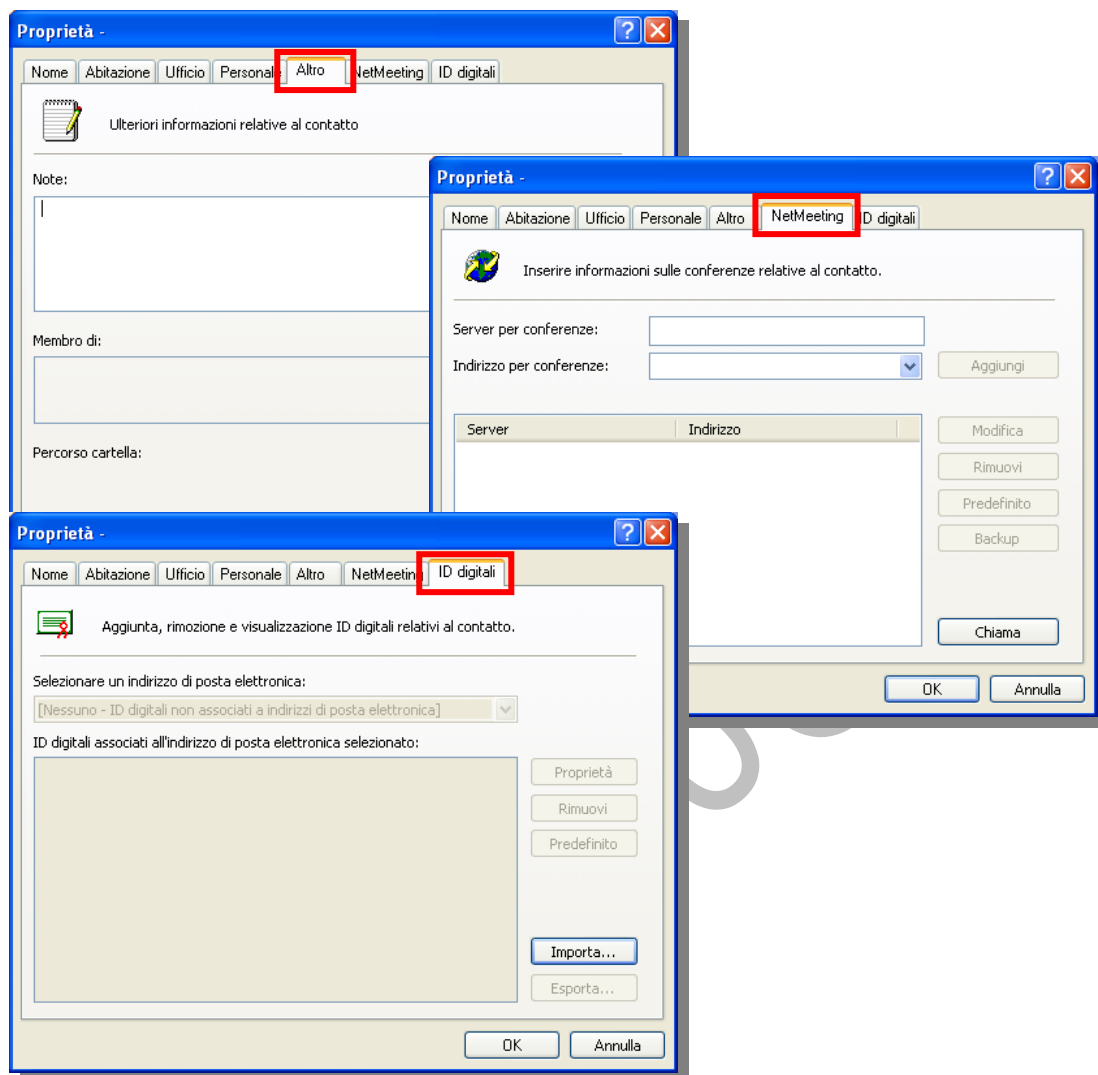 Proprietà -
Nome Abitazione Ufficio Personale Altro NetMeeting ID digitali
Ulteriori informazioni relative al contatto
Note:
Membro di:
Percorso cartella:
Proprietà -
Nome Abitazione Ufficio Personale Altro NetMeeting ID digitali
Inserire informazioni sulle conferenze relative al contatto.
Server per conferenze:
Indirizzo per conferenze:
Aggiungi
Server Indirizzo
Modifica
Rimuovi
Predefinito
Backup
Chiama
OK Annulla
Proprietà -
Nome Abitazione Ufficio Personale Altro NetMeeting ID digitali
Aggiunta, rimozione e visualizzazione ID digitali relativi al contatto.
Selezionare un indirizzo di posta elettronica:
[Nessuno - ID digitali non associati a indirizzi di posta elettronica]
ID digitali associati all'indirizzo di posta elettronica selezionato:
Proprietà
Rimuovi
Predefinito
Importa...
Esporta...
OK Annulla